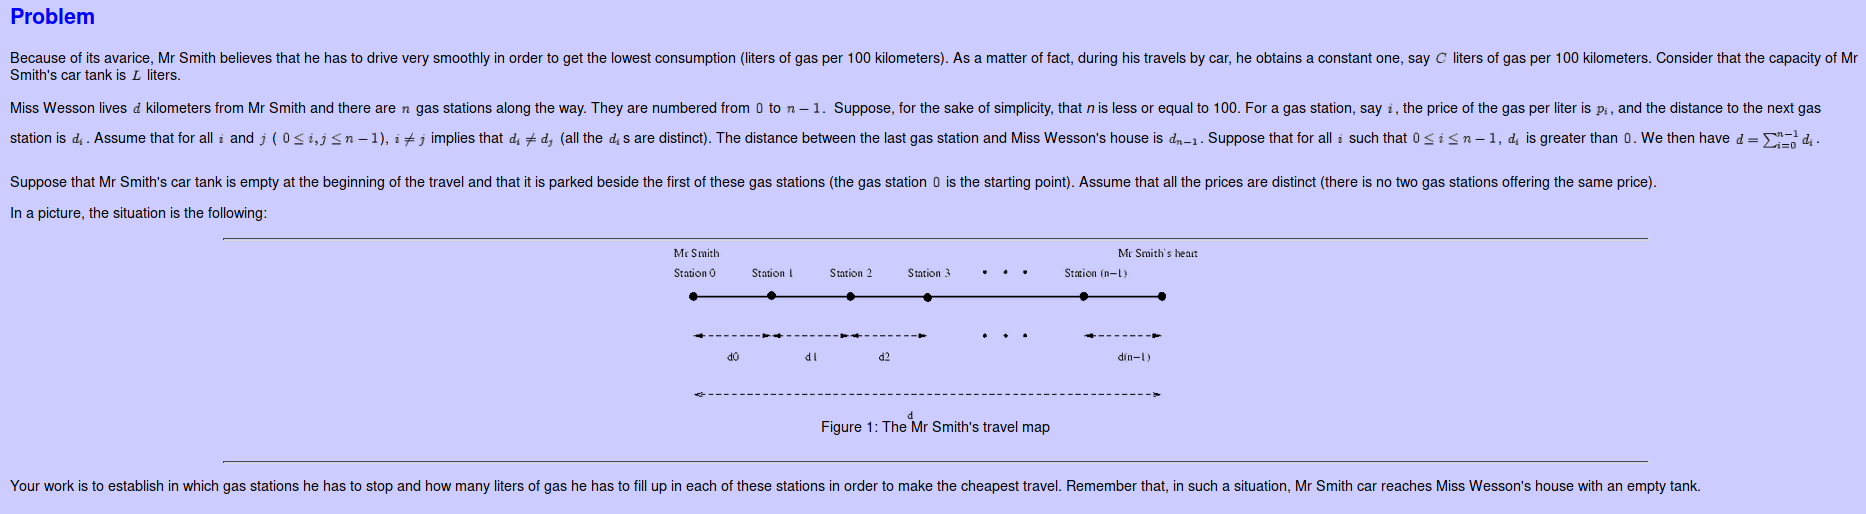 Problem
Because of its avarice, Mr Smith believes that he has to drive very smoothly in order to get the lowest consumption (liters of gas per 100 kilometers). As a matter of fact, during his travels by car, he obtains a constant one, say C liters of gas per 100 kilometers. Consider that the capacity of Mr
Smith's car tank is L liters.
Miss Wesson lives d kilometers from Mr Smith and there are n gas stations along the way. They are numbered from 0 to n − 1. Suppose, for the sake of simplicity, that n is less or equal to 100. For a gas station, say i, the price of the gas per liter is p_i, and the distance to the next gas
station is d_i. Assume that for all i and j ( 0 ≤ i,j ≤ n − 1), i ≠ j implies that d_i ≠ d_j (all the d_i s are distinct). The distance between the last gas station and Miss Wesson's house is d_{n−1}. Suppose that for all i such that 0 ≤ i ≤ n − 1, d_i is greater than 0. We then have d = ∑_{i=0}^{n−1} d_i.
Suppose that Mr Smith's car tank is empty at the beginning of the travel and that it is parked beside the first of these gas stations (the gas station 0 is the starting point). Assume that all the prices are distinct (there is no two gas stations offering the same price).
In a picture, the situation is the following:
Mr Smith Mr Smith's heart
Station 0 Station 1 Station 2 Station 3 • • • Station (n−1)
d0 d1 d2 d(n−1)
d
Figure 1: The Mr Smith's travel map
Your work is to establish in which gas stations he has to stop and how many liters of gas he has to fill up in each of these stations in order to make the cheapest travel. Remember that, in such a situation, Mr Smith car reaches Miss Wesson's house with an empty tank.